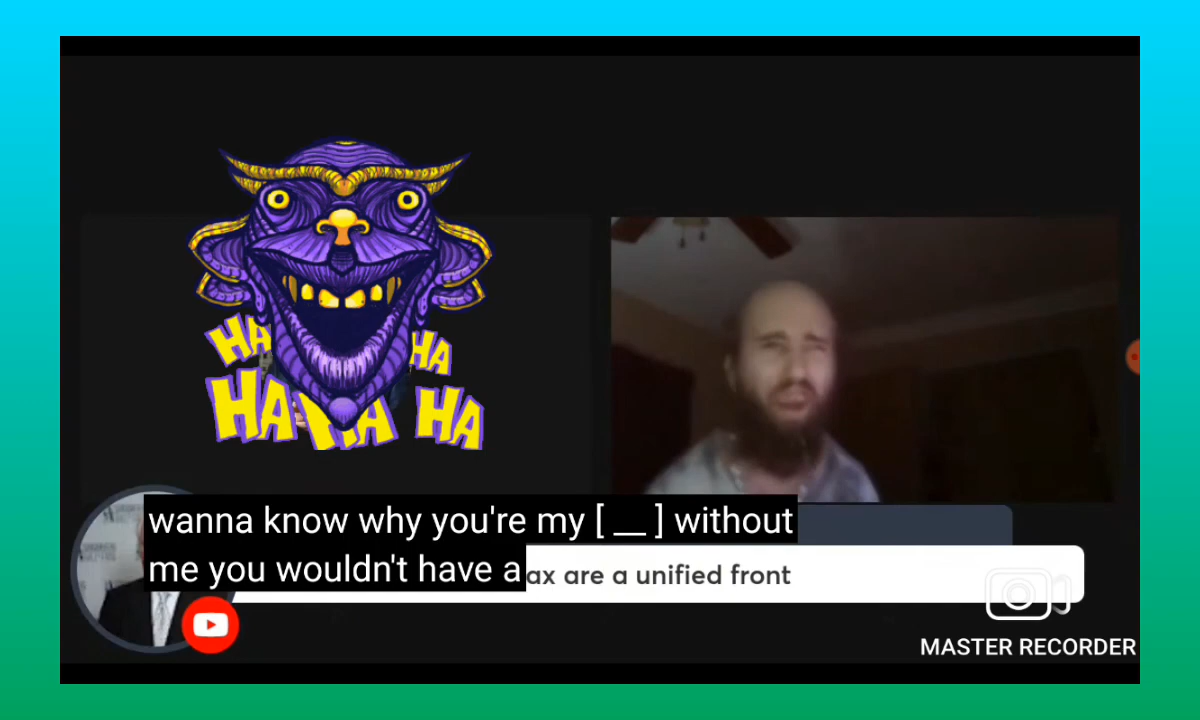 HA
HA
HA HA HA
wanna know why you're my [ __ ] without
me you wouldn't have a
ax are a unified front
MASTER RECORDER